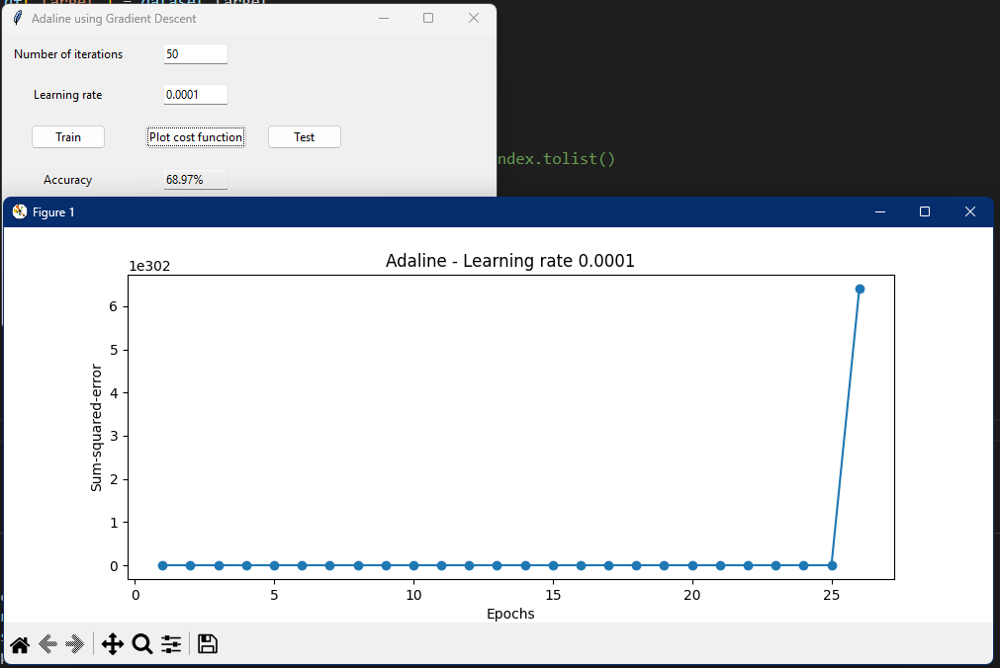 Adaline using Gradient Descent
Number of iterations 50
Learning rate 0.0001
Train Plot cost function Test
ndex.tolist()
Accuracy 68.97%
Figure 1
Adaline - Learning rate 0.0001
1e302
6
5
4
3
2
1
0
Sum-squared-error
0 5 10 15 20 25
Epochs